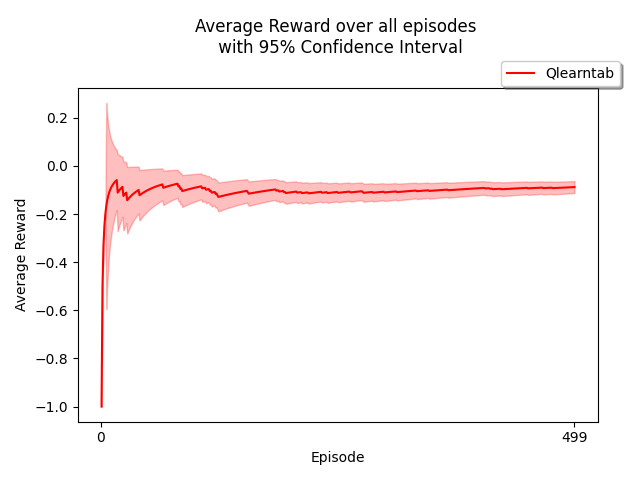 Average Reward over all episodes
with 95% Confidence Interval
Qlearntab
0.2
0.0
−0.2
−0.4
−0.6
−0.8
−1.0
Average Reward
0
499
Episode